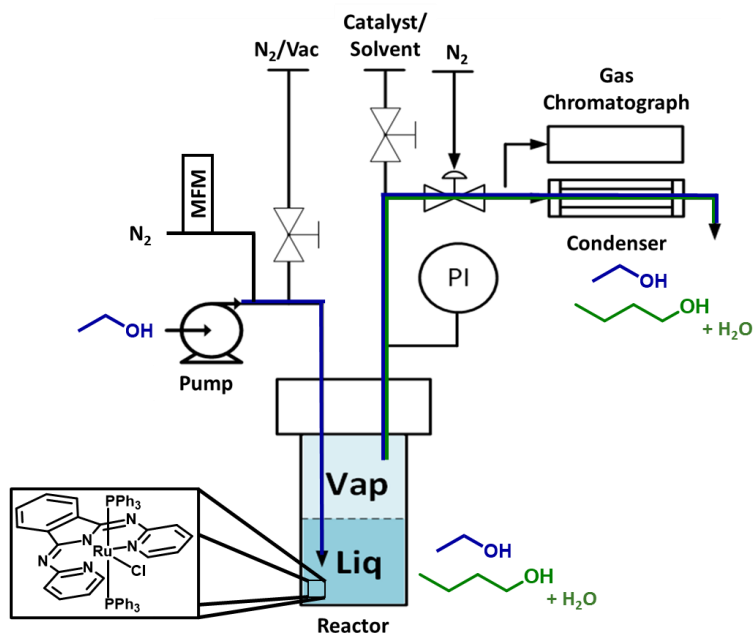 N₂/Vac
Catalyst/
Solvent
N₂
Gas
Chromatograph
MFM
N₂
Condenser
PI
OH
OH
OH
+ H₂O
Pump
Vap
Liq
PPh₃
N
N
N
N
N
Ru
Cl
PPh₃
OH
OH
+ H₂O
Reactor